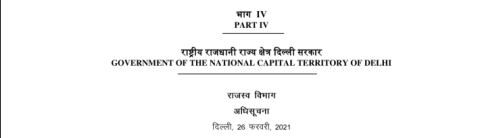 भाग IV
PART IV
राष्ट्रीय राजधानी राज्य क्षेत्र दिल्ली सरकार
GOVERNMENT OF THE NATIONAL CAPITAL TERRITORY OF DELHI
राजस्व विभाग
अधिसूचना
दिल्ली, 26 फरवरी, 2021